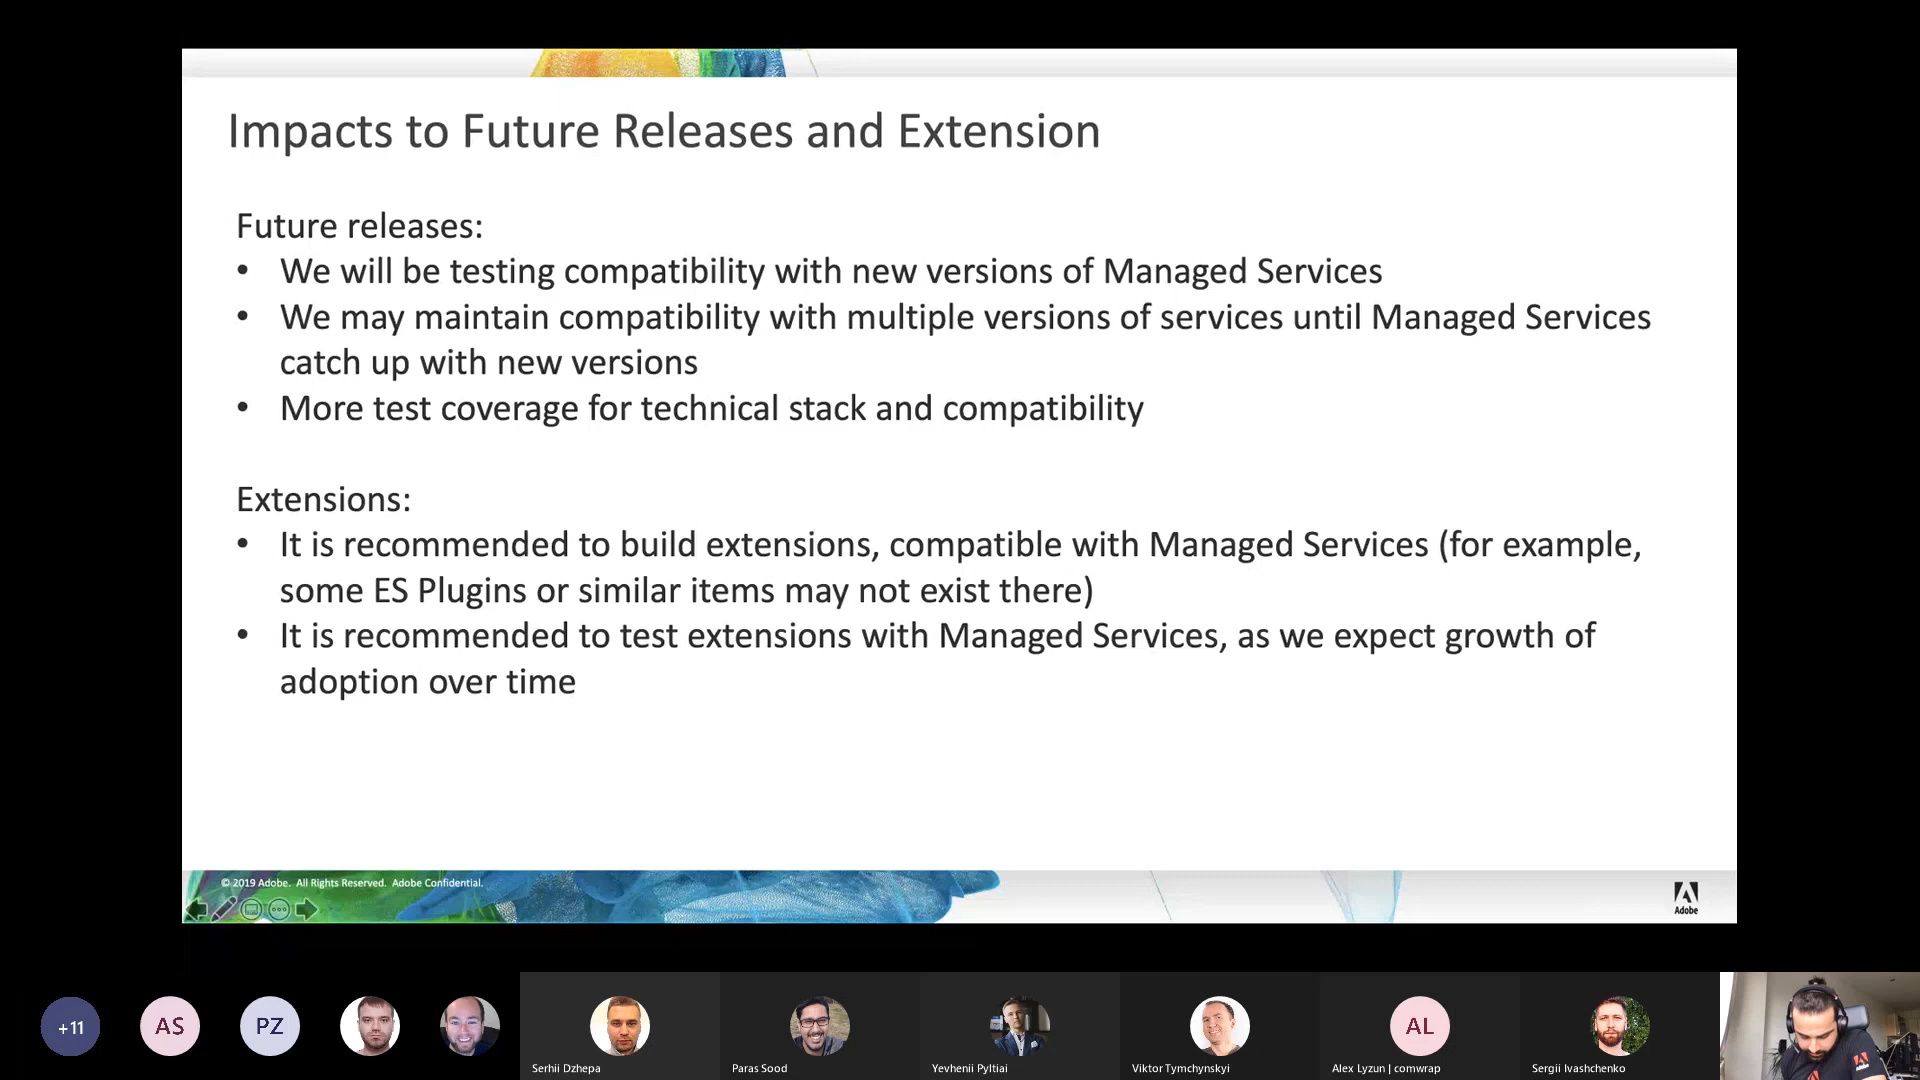 Impacts to Future Releases and Extension
Future releases:
• We will be testing compatibility with new versions of Managed Services
• We may maintain compatibility with multiple versions of services until Managed Services
catch up with new versions
• More test coverage for technical stack and compatibility
Extensions:
• It is recommended to build extensions, compatible with Managed Services (for example,
some ES Plugins or similar items may not exist there)
• It is recommended to test extensions with Managed Services, as we expect growth of
adoption over time
© 2019 Adobe. All Rights Reserved. Adobe Confidential.
Adobe
+11
AS
PZ
AL
Serhii Dzhepa
Paras Sood
Yevhenii Pyltiai
Viktor Tymchynskyi
Alex Lyzun | comwrap
Sergii Ivashchenko